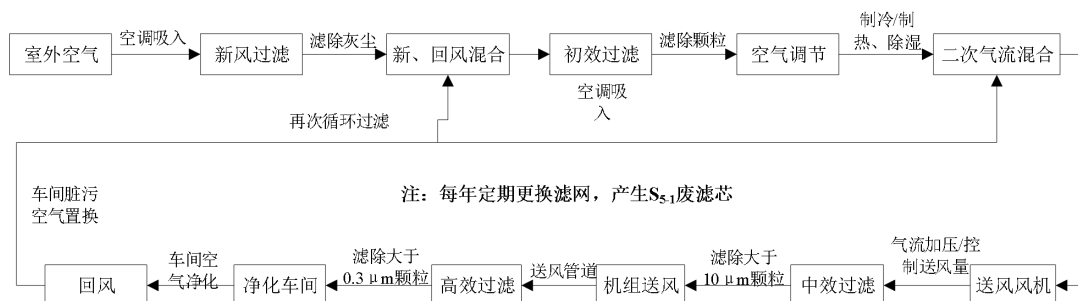 室外空气
空调吸入
新风过滤
滤除灰尘
新、回风混合
初效过滤
滤除颗粒
空气调节
制冷/制
热、除湿
二次气流混合
空调吸
入
再次循环过滤
车间脏污
空气置换
注：每年定期更换滤网，产生S5-1废滤芯
回风
车间空
气净化
净化车间
滤除大于
0.3μm颗粒
高效过滤
送风管道
机组送风
滤除大于
10μm颗粒
中效过滤
气流加压/控
制送风量
送风风机